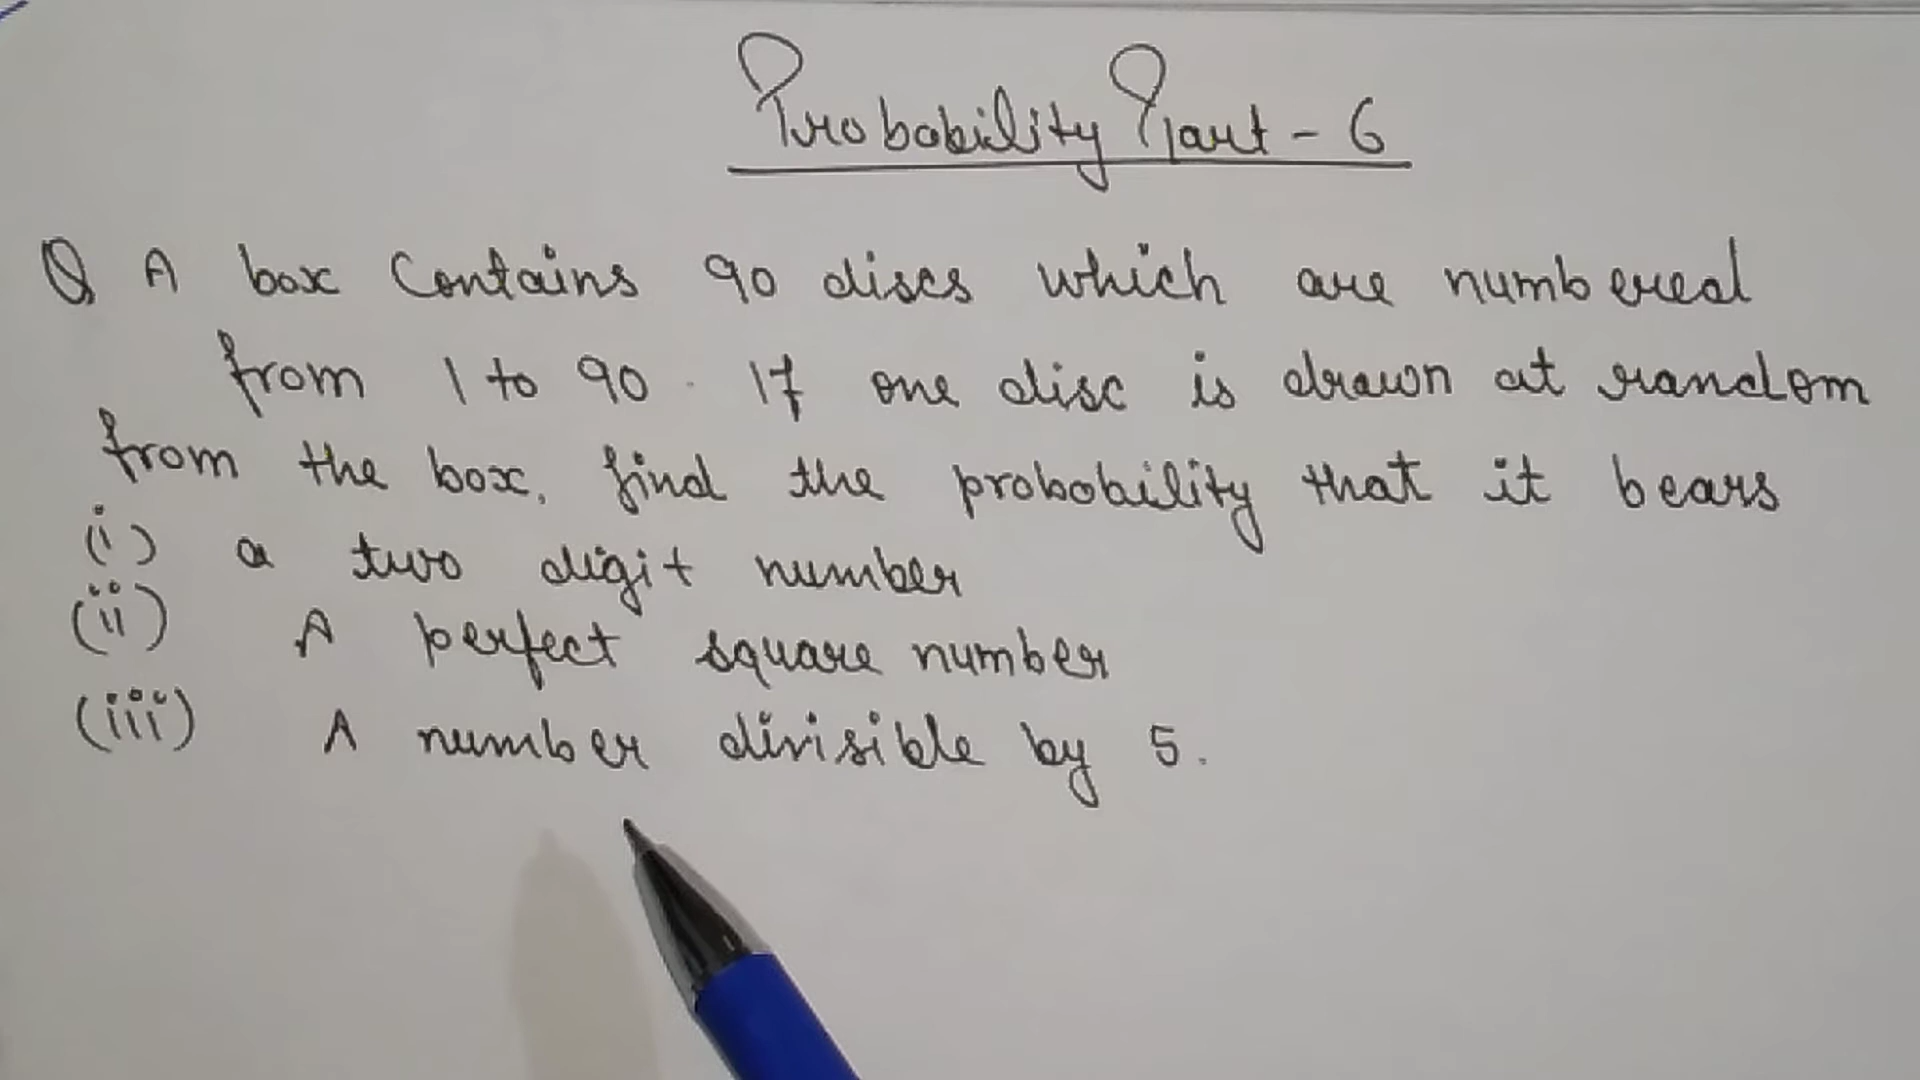 Probability Part - 6
Q A box Contains 90 discs which are numbered
from 1 to 90. If one disc is drawn at random
from the box, find the probability that it bears
(i) a two digit number
(ii) A perfect square number
(iii) A number divisible by 5.